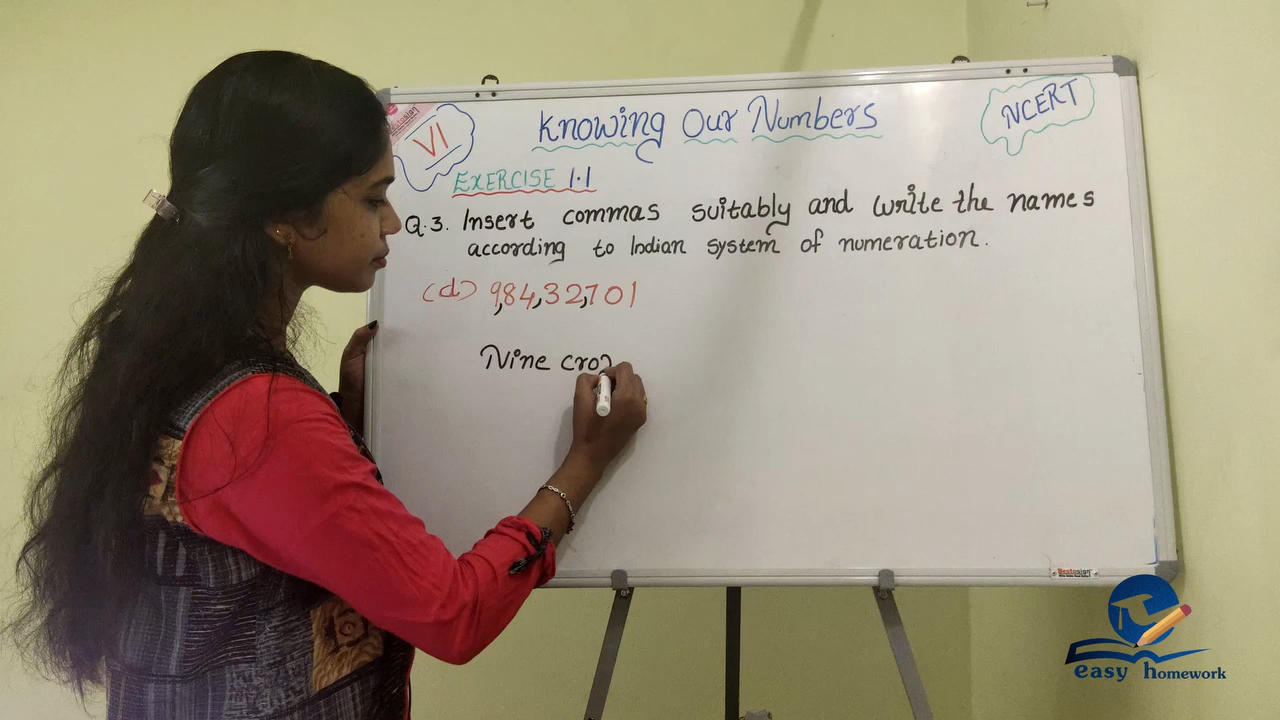 VI
Knowing Our Numbers
NCERT
EXERCISE 1.1
Q.3. Insert commas suitably and write the names
according to Indian system of numeration.
(d) 9,84,32,701
Nine cro
easy homework